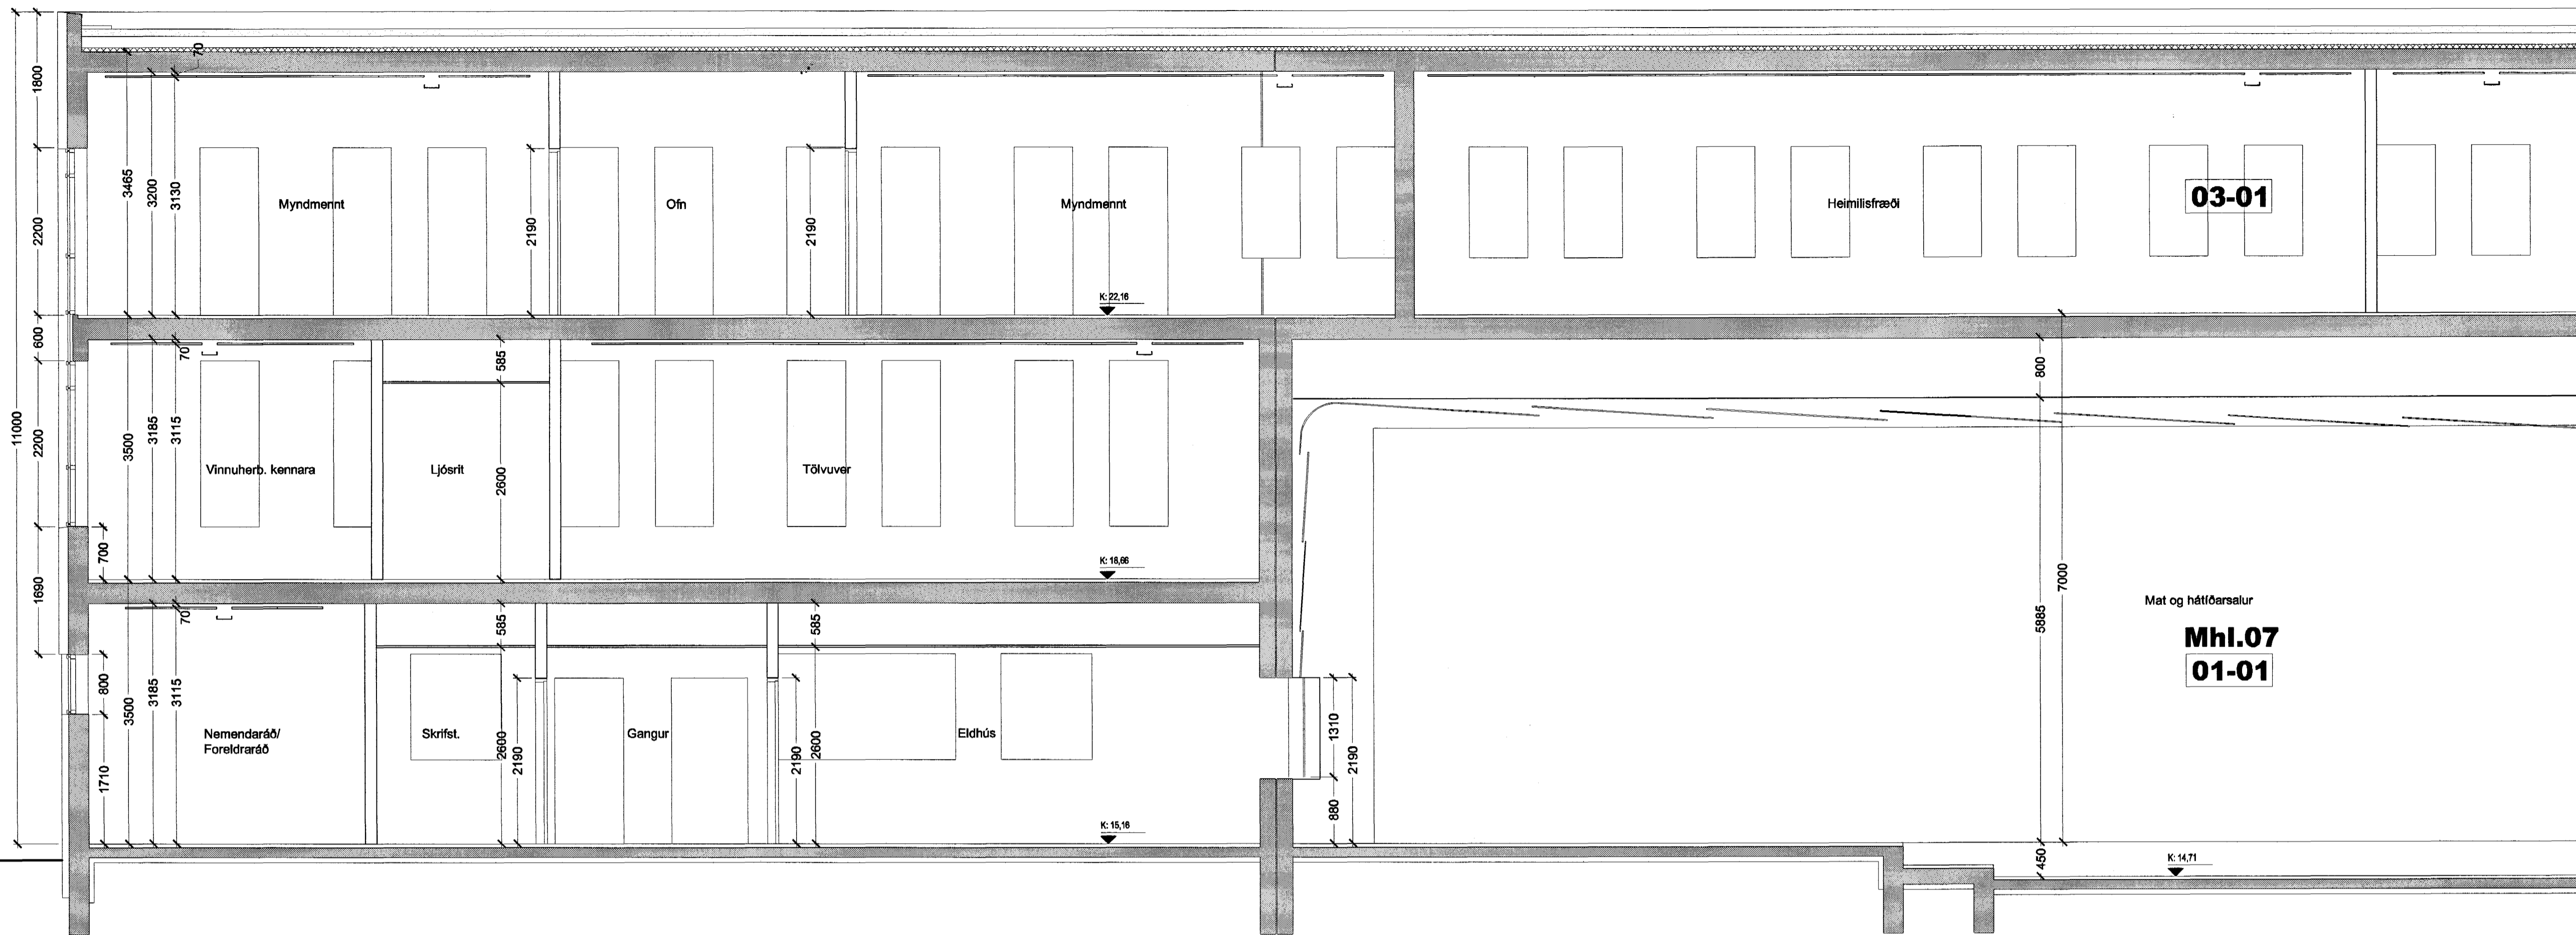 70
1800
3465
3200
3130
2200
2190
2190
Myndmennt
Ofn
Myndmennt
Heimilisfræði
03-01
K: 22,16
600
70
585
800
11000
2200
3500
3185
3115
2600
Vinnuherb. kennara
Ljósrit
Tölvuver
700
K: 18,66
1690
70
585
585
5885
7000
Mat og hátíðarsalur
Mhl.07
01-01
800
3500
3185
3115
Nemendaráð/
Foreldraráð
Skrifst.
2600
2190
Gangur
2190
2600
Eldhús
1310
2190
1710
880
K: 15,16
450
K: 14,71